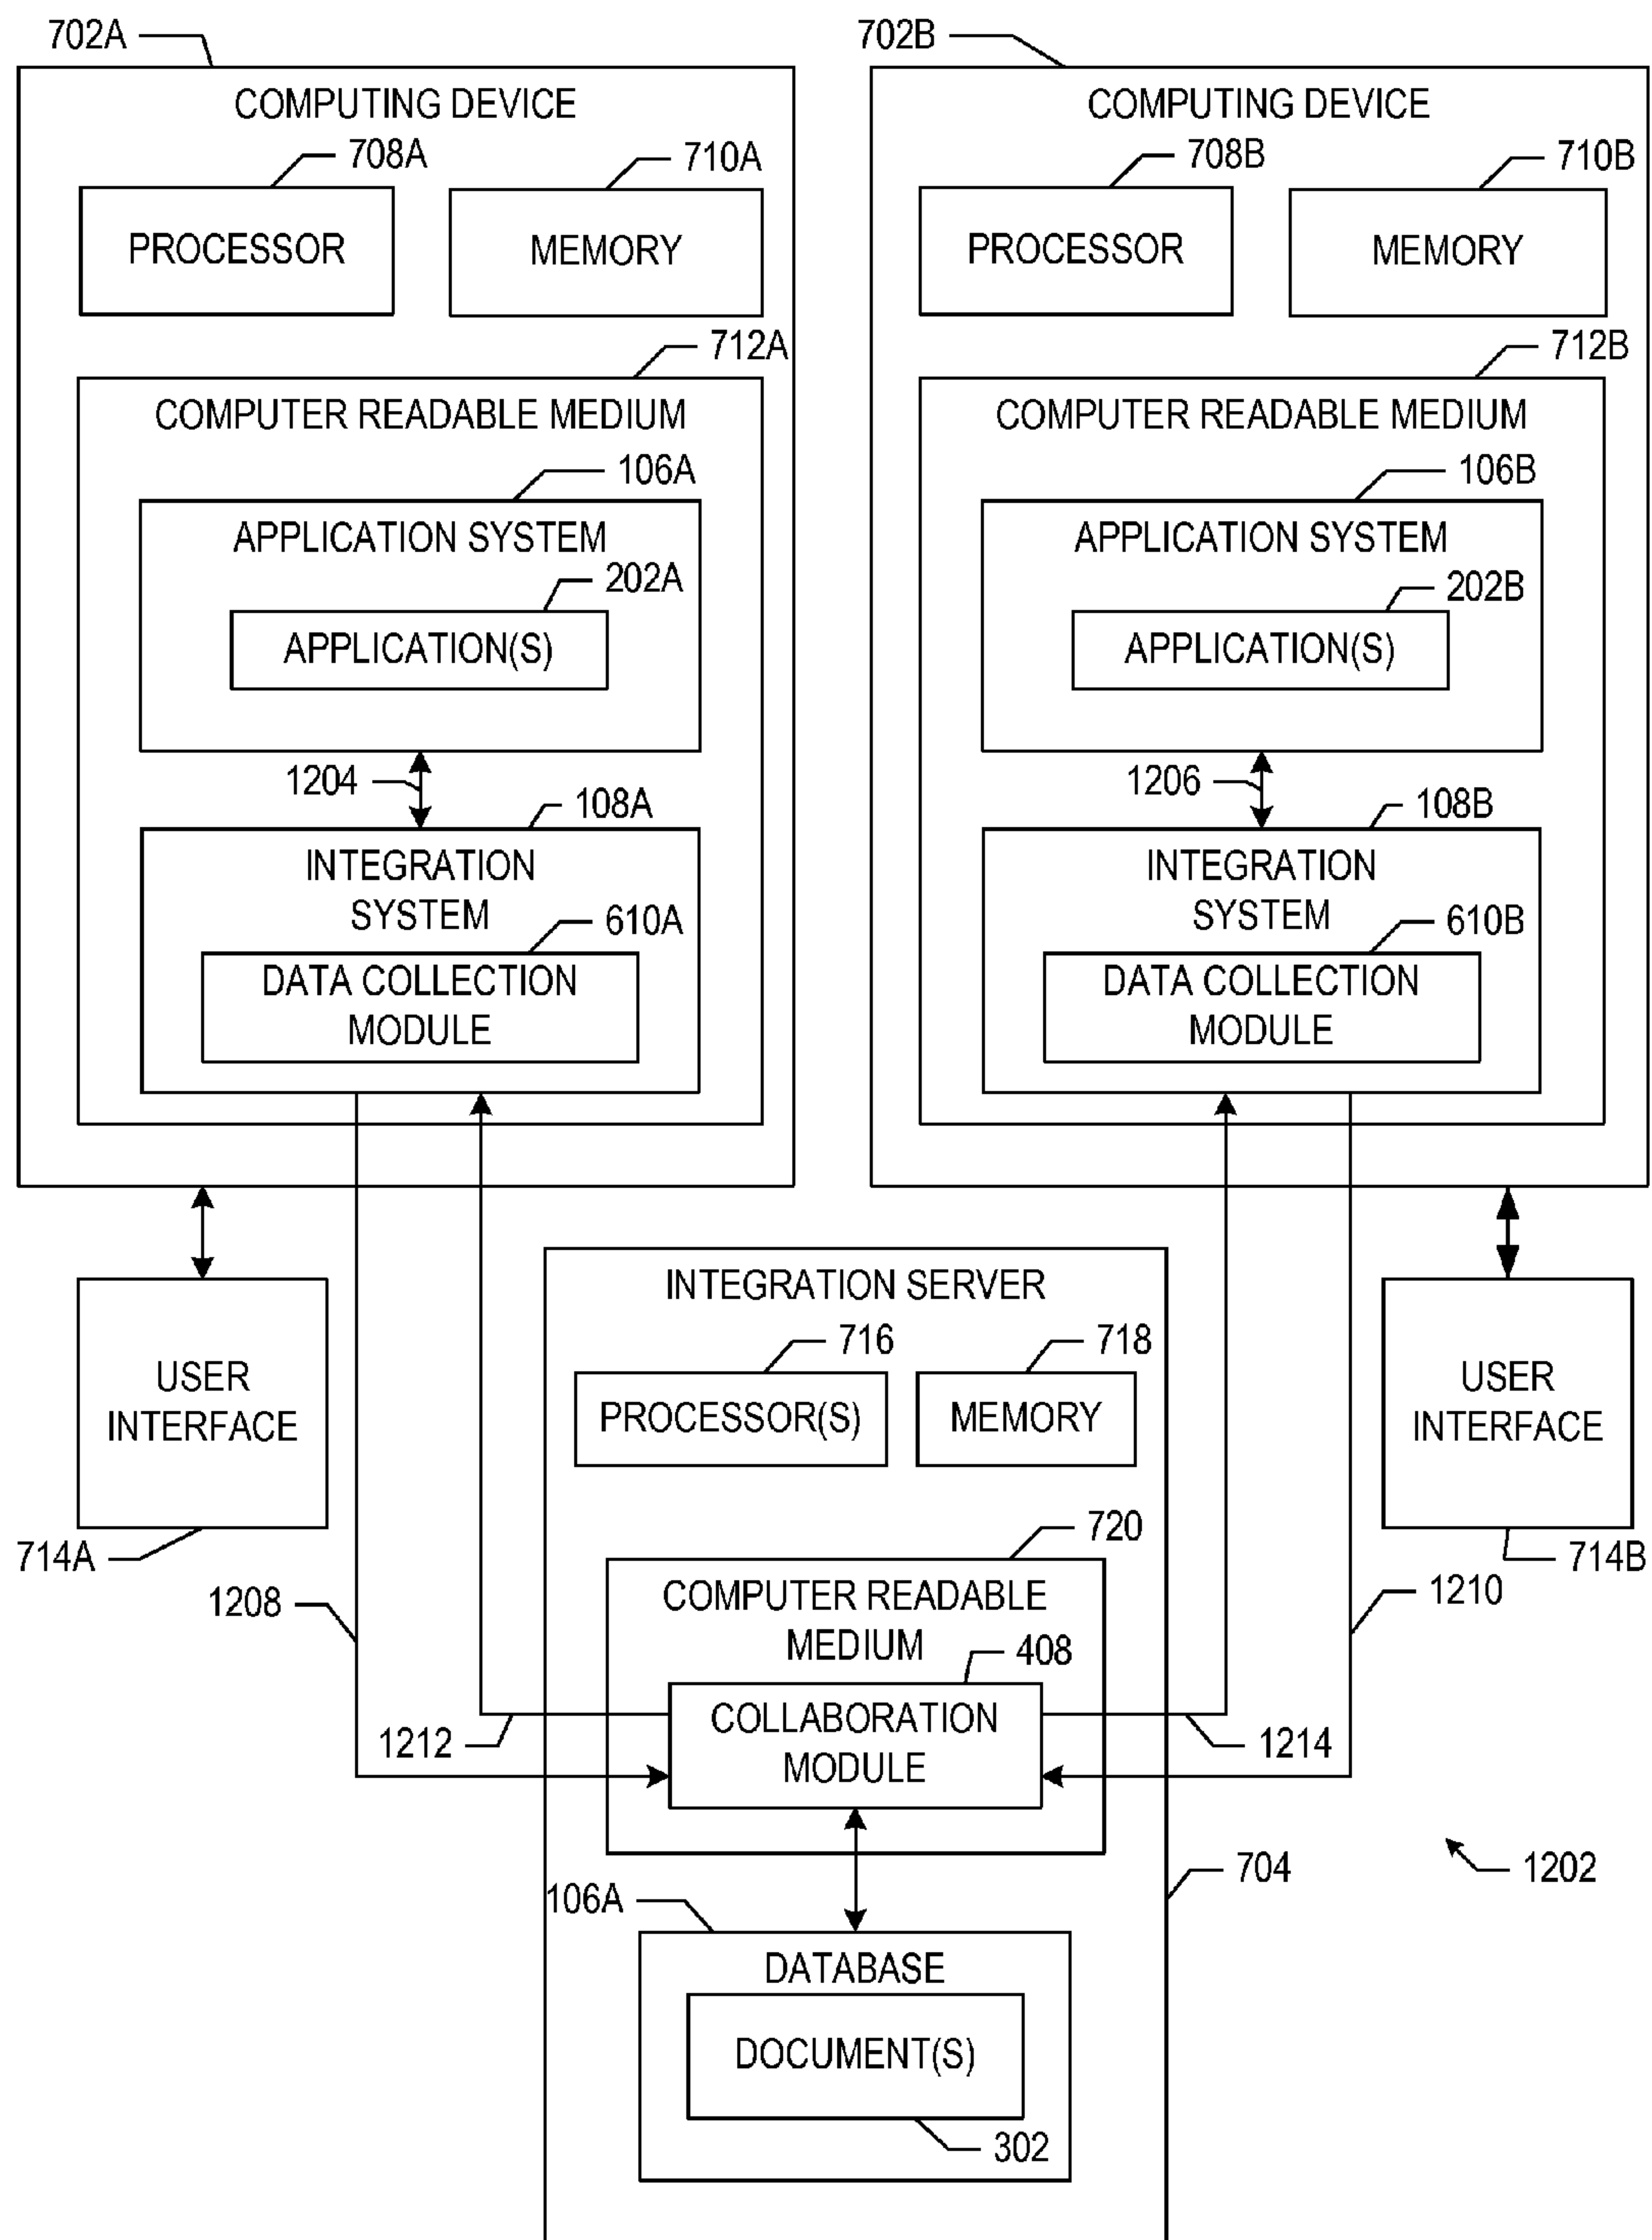 702A
702B
COMPUTING DEVICE
COMPUTING DEVICE
708A
710A
708B
710B
PROCESSOR
MEMORY
PROCESSOR
MEMORY
712A
712B
COMPUTER READABLE MEDIUM
COMPUTER READABLE MEDIUM
106A
106B
APPLICATION SYSTEM
APPLICATION SYSTEM
202A
202B
APPLICATION(S)
APPLICATION(S)
1204
1206
108A
108B
INTEGRATION
SYSTEM
INTEGRATION
SYSTEM
610A
610B
DATA COLLECTION
MODULE
DATA COLLECTION
MODULE
INTEGRATION SERVER
716
718
PROCESSOR(S)
MEMORY
USER
INTERFACE
USER
INTERFACE
714A
714B
720
1208
1210
COMPUTER READABLE
MEDIUM
408
COLLABORATION
MODULE
1212
1214
704
1202
106A
DATABASE
DOCUMENT(S)
302